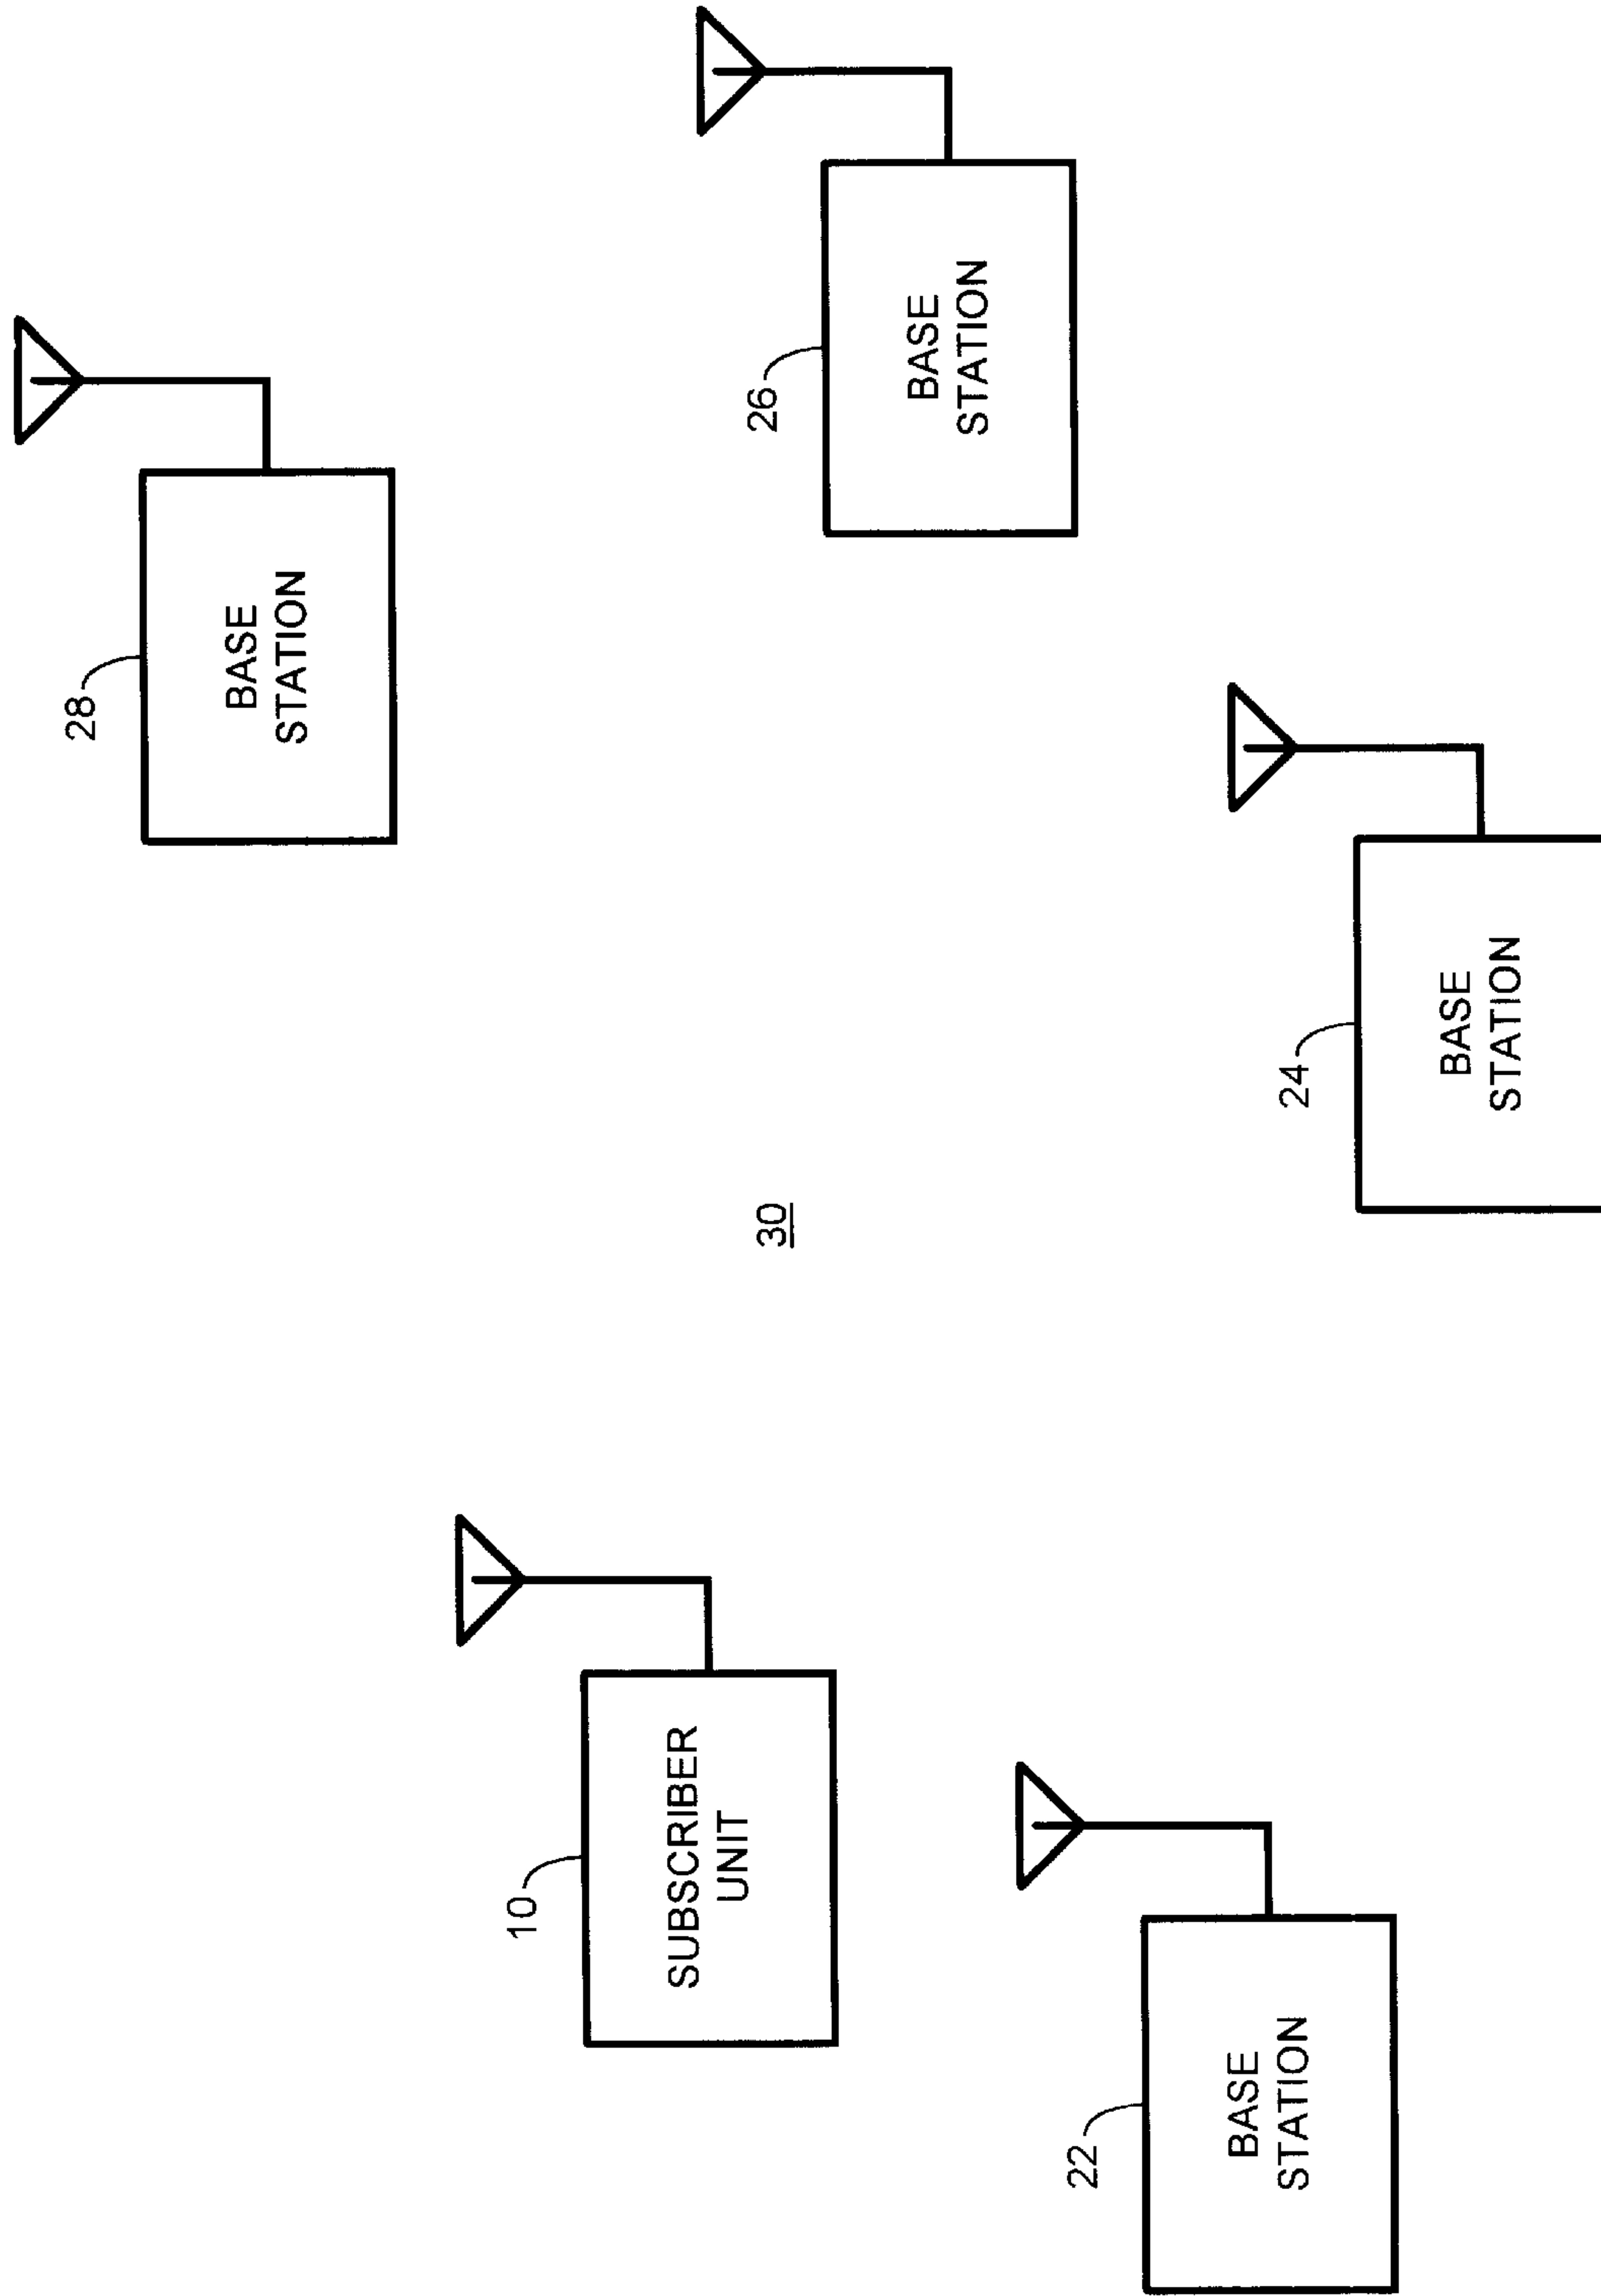 28
BASE
STATION
10
SUBSCRIBER
UNIT
30
26
BASE
STATION
22
BASE
STATION
24
BASE
STATION